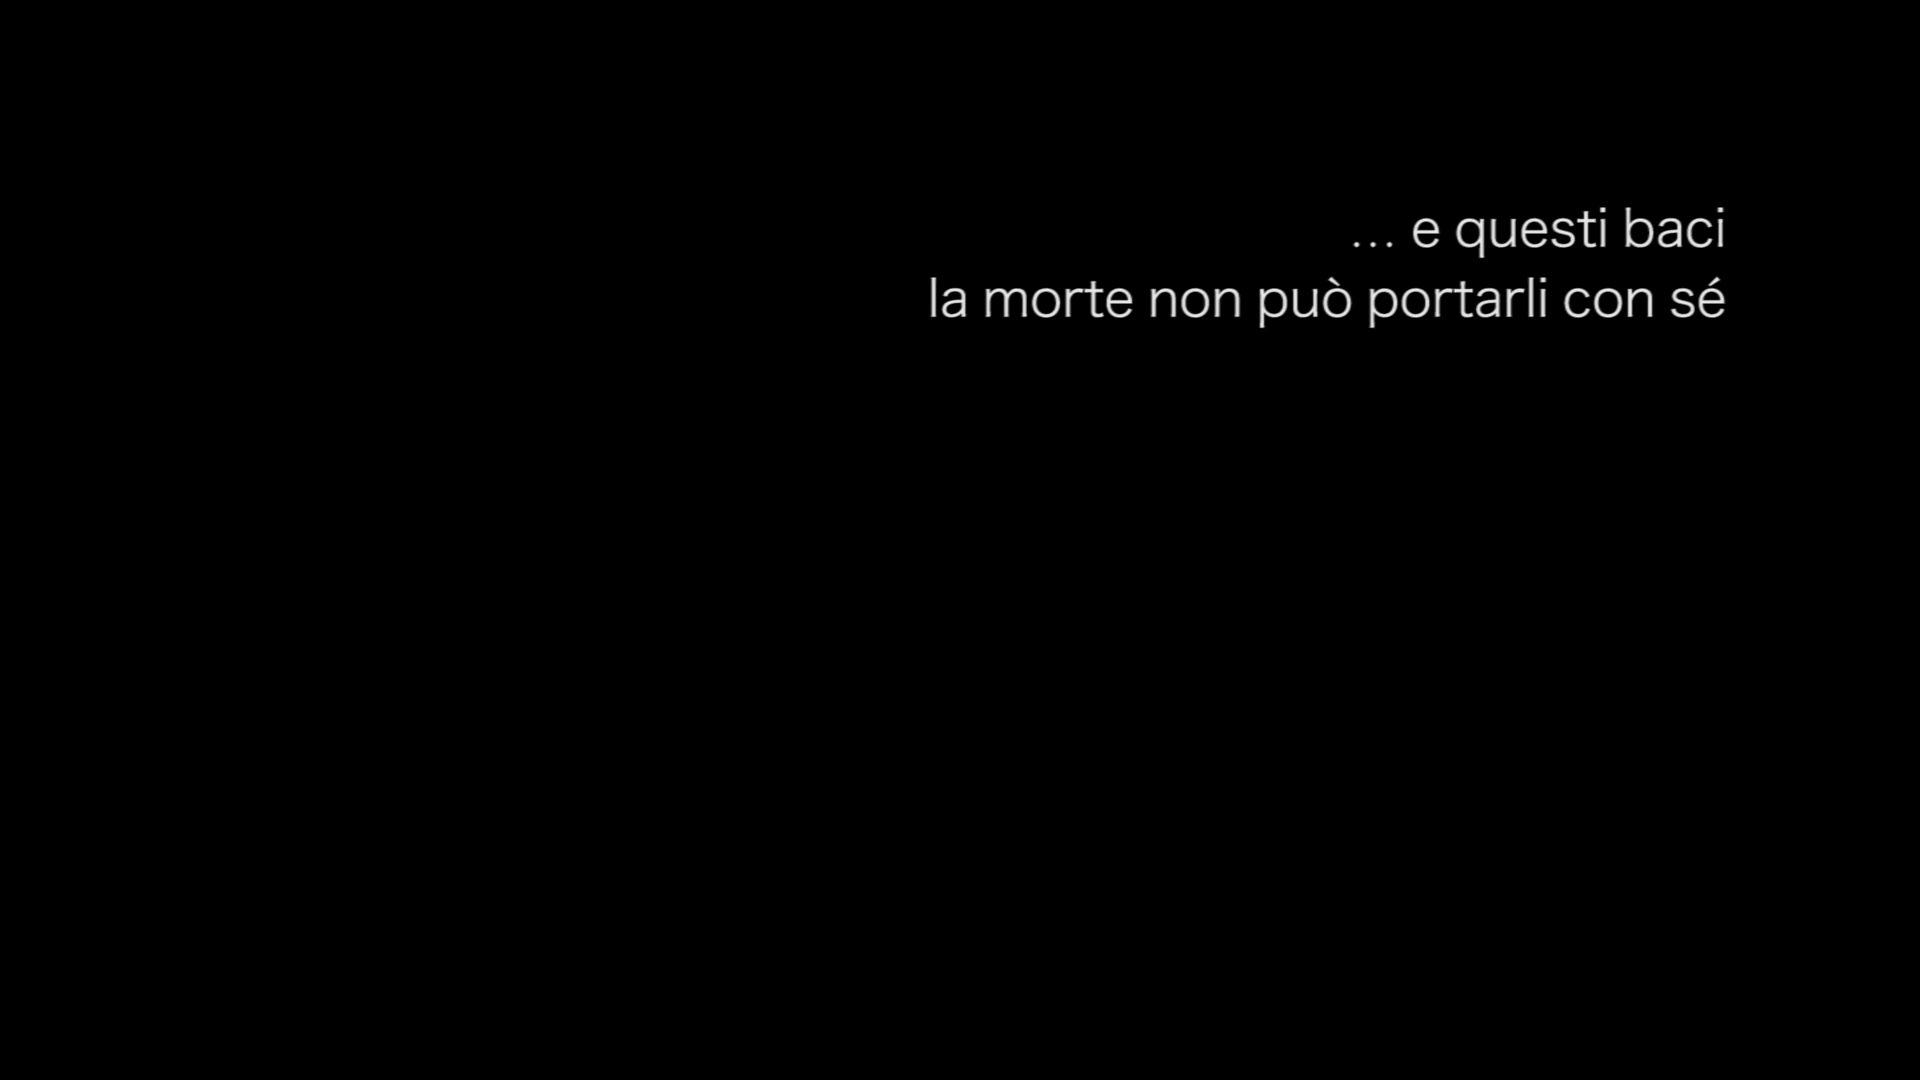 … e questi baci
la morte non può portarli con sé